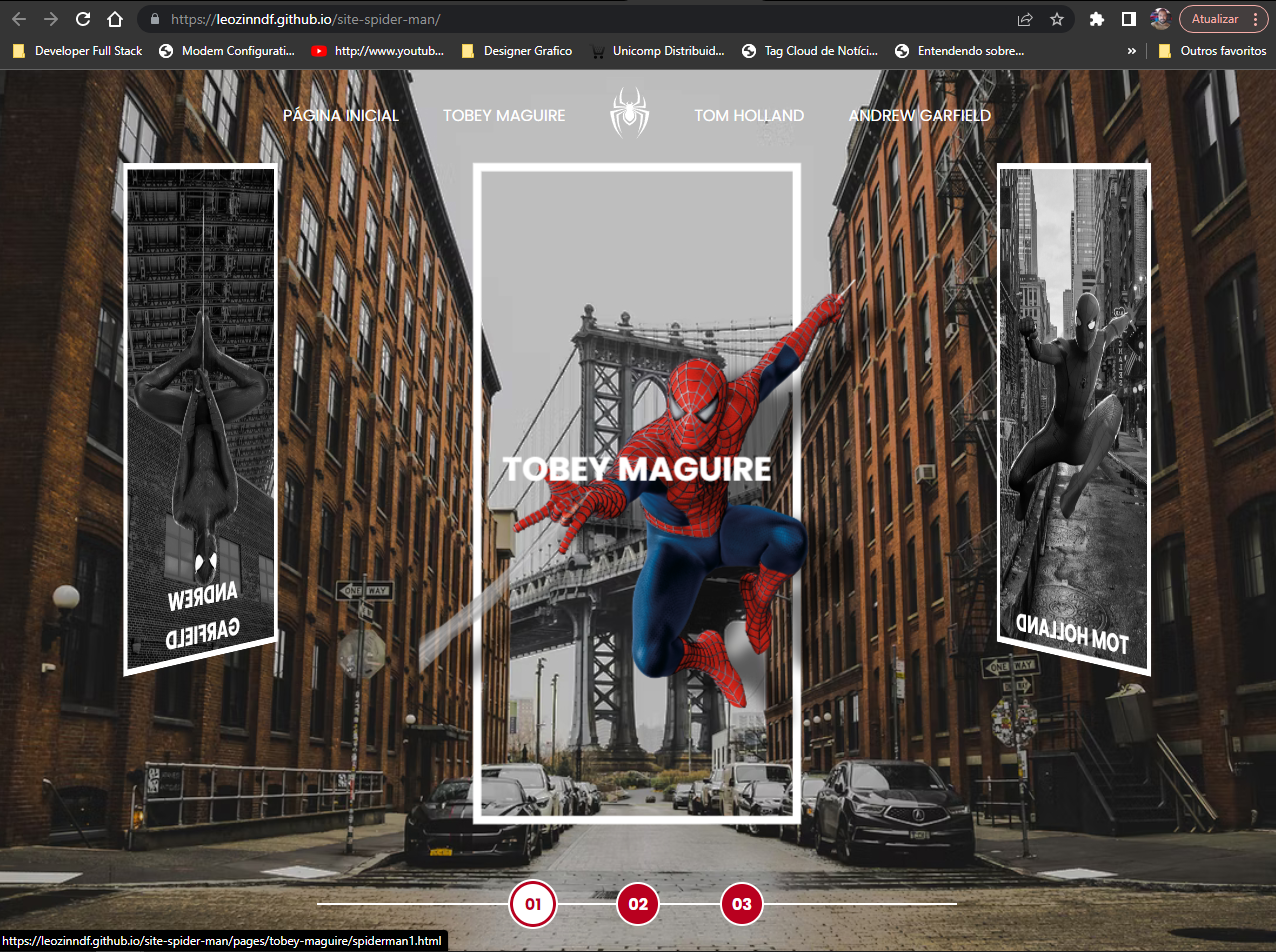 https://leozinndf.github.io/site-spider-man/
Atualizar
Developer Full Stack
Modem Configurati...
http://www.youtub...
Designer Grafico
Unicomp Distribuid...
Tag Cloud de Notíci...
Entendendo sobre...
»
Outros favoritos
PÁGINA INICIAL
TOBEY MAGUIRE
TOM HOLLAND
ANDREW GARFIELD
TOBEY MAGUIRE
ANDREW
GARFIELD
TOM HOLLAND
ONE WAY
ONE WAY
01
02
03
https://leozinndf.github.io/site-spider-man/pages/tobey-maguire/spiderman1.html